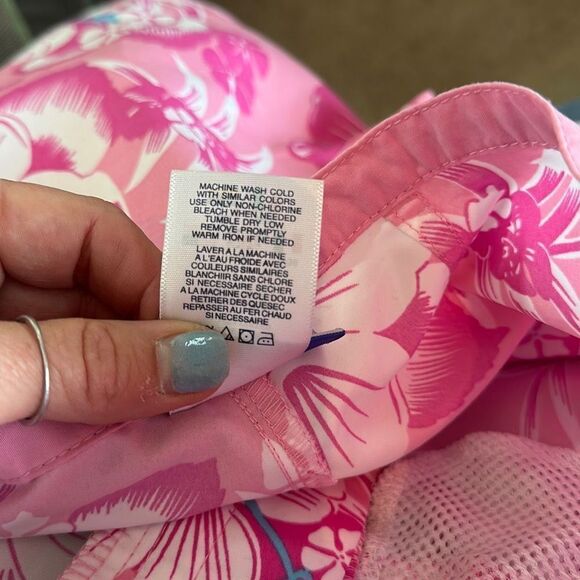 MACHINE WASH COLD
WITH SIMILAR COLORS
USE ONLY NON-CHLORINE
BLEACH WHEN NEEDED
TUMBLE DRY LOW
REMOVE PROMPTLY
WARM IRON IF NEEDED
LAVER A LA MACHINE
A L'EAU FROIDE AVEC
COULEURS SIMILAIRES
BLANCHIR SANS CHLORE
SI NECESSAIRE SECHER
A LA MACHINE CYCLE DOUX
RETIRER DES QUESEC
REPASSER AU FER CHAUD
SI NECESSAIRE